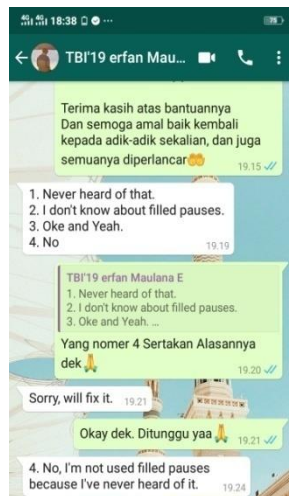 18:38
75
TBI'19 erfan Mau...
Terima kasih atas bantuannya
Dan semoga amal baik kembali
kepada adik-adik sekalian, dan juga
semuanya diperlancar🤲
19.15
1. Never heard of that.
2. I don't know about filled pauses.
3. Oke and Yeah.
4. No
19.19
TBI'19 erfan Maulana E
1. Never heard of that.
2. I don't know about filled pauses.
3. Oke and Yeah. ...
Yang nomer 4 Sertakan Alasannya
dek🙏
19.20
Sorry, will fix it. 19.21
Okay dek. Ditunggu yaa🙏 19.21
4. No, I'm not used filled pauses
because I've never heard of it. 19.24